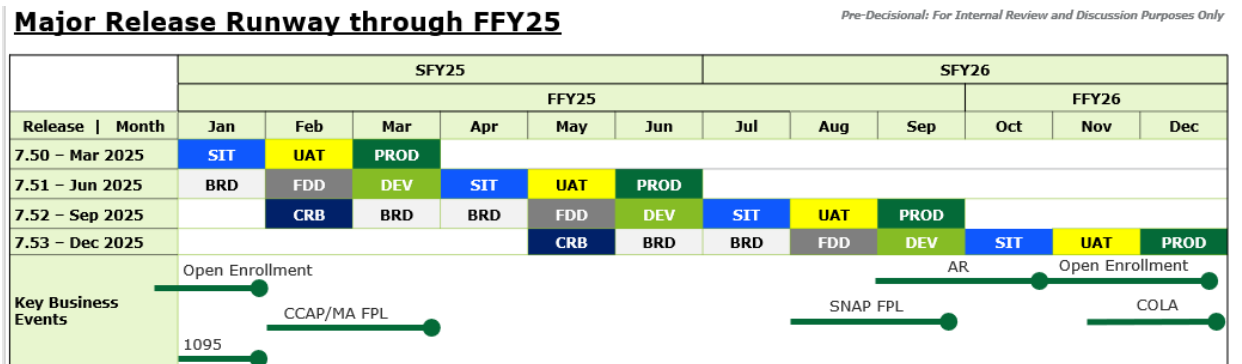 Major Release Runway through FFY25
Pre-Decisional: For Internal Review and Discussion Purposes Only
SFY25 SFY26
FFY25 FFY26
Release | Month Jan Feb Mar Apr May Jun Jul Aug Sep Oct Nov Dec
7.50 – Mar 2025 SIT UAT PROD
7.51 – Jun 2025 BRD FDD DEV SIT UAT PROD
7.52 – Sep 2025 CRB BRD BRD FDD DEV SIT UAT PROD
7.53 – Dec 2025 CRB BRD BRD FDD DEV SIT UAT PROD
Key Business
Events
Open Enrollment AR Open Enrollment
CCAP/MA FPL SNAP FPL COLA
1095